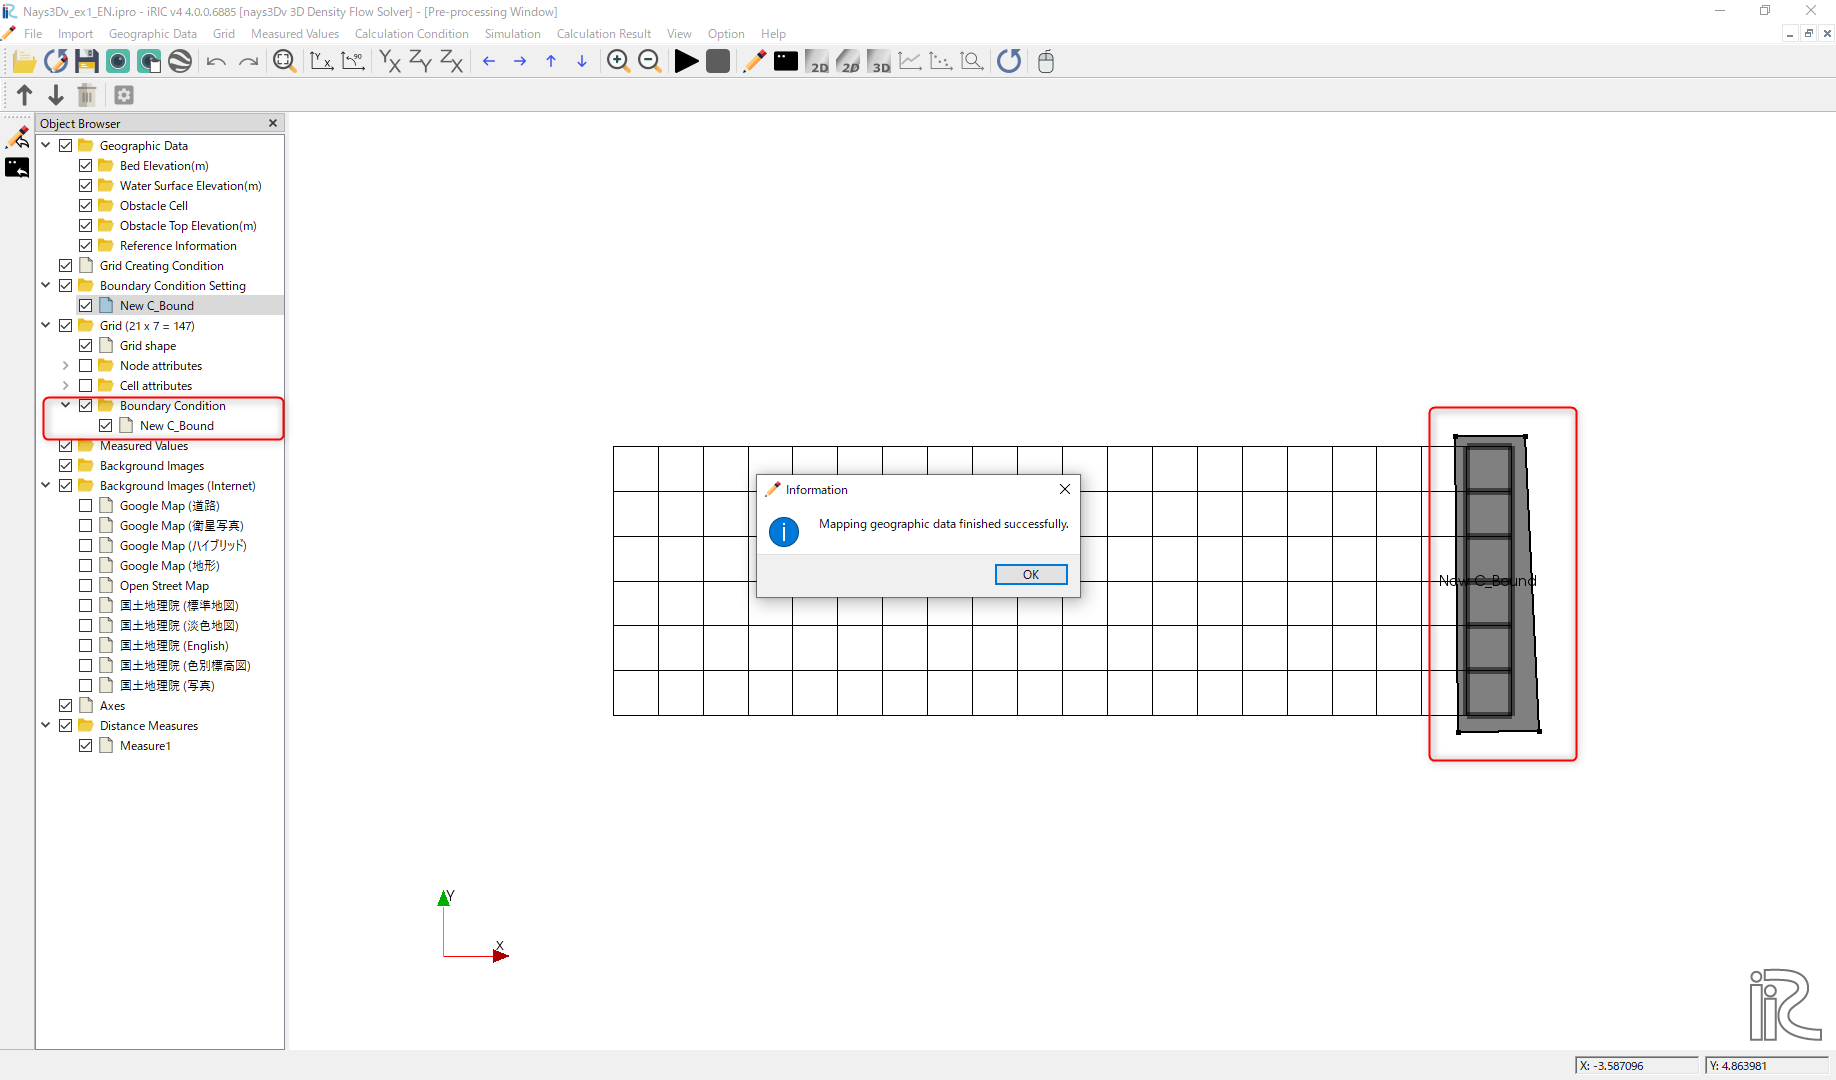 Nays3Dv_ex1_EN.ipro - iRIC v4 4.0.0.6885 [nays3Dv 3D Density Flow Solver] - [Pre-processing Window]
File Import Geographic Data Grid Measured Values Calculation Condition Simulation Calculation Result View Option Help
Object Browser
Geographic Data
Bed Elevation(m)
Water Surface Elevation(m)
Obstacle Cell
Obstacle Top Elevation(m)
Reference Information
Grid Creating Condition
Boundary Condition Setting
New C_Bound
Grid (21 x 7 = 147)
Grid shape
Node attributes
Cell attributes
Boundary Condition
New C_Bound
Measured Values
Background Images
Background Images (Internet)
Google Map (道路)
Google Map (衛星写真)
Google Map (ハイブリッド)
Google Map (地形)
Open Street Map
国土地理院 (標準地図)
国土地理院 (淡色地図)
国土地理院 (English)
国土地理院 (色別標高図)
国土地理院 (写真)
Axes
Distance Measures
Measure1
Information
Mapping geographic data finished successfully.
OK
New C_Bound
Y
X
iRIC
X: -3.587096
Y: 4.863981